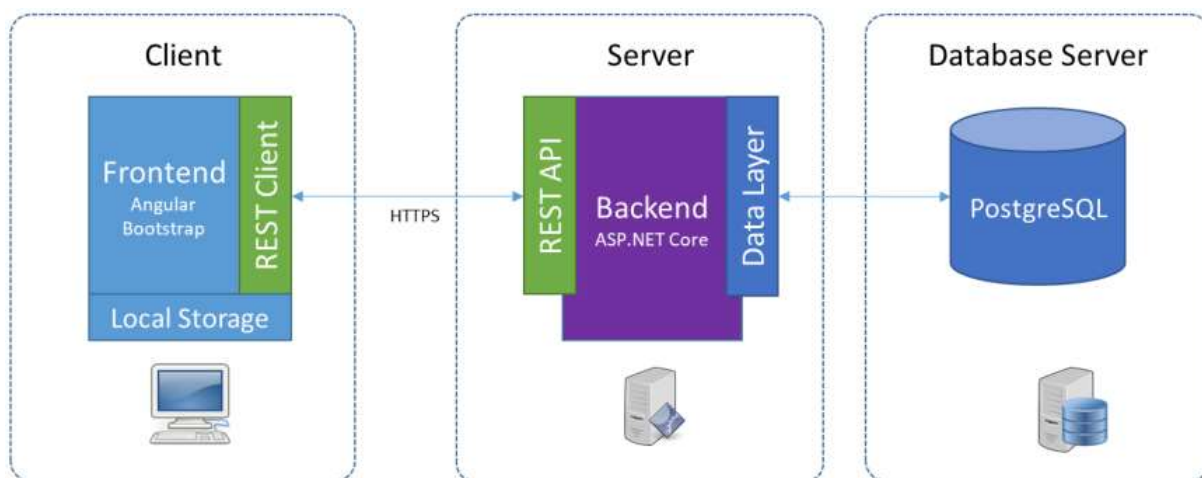 Client
Frontend
Angular
Bootstrap
REST Client
Local Storage
HTTPS
Server
REST API
Backend
ASP.NET Core
Data Layer
Database Server
PostgreSQL